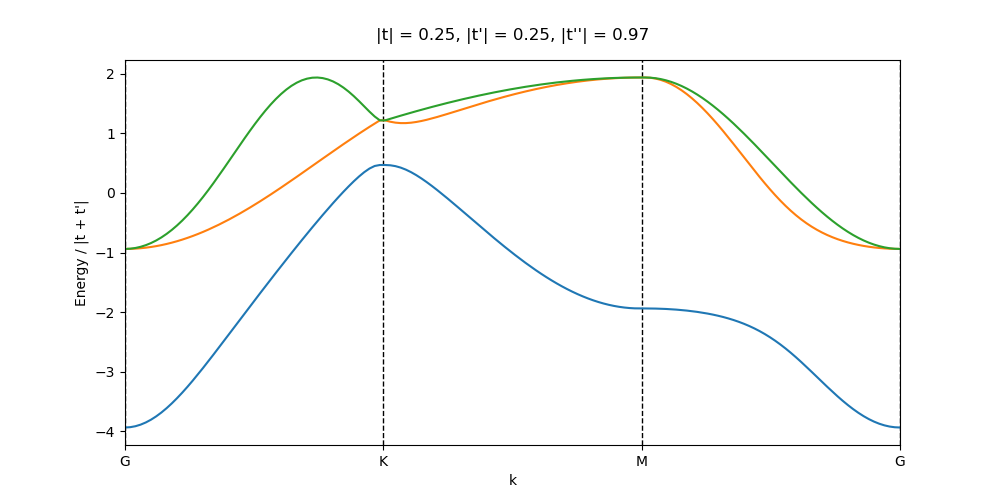 |t| = 0.25, |t'| = 0.25, |t''| = 0.97
Energy / |t + t'|
2
1
0
−1
−2
−3
−4
G K M G
k